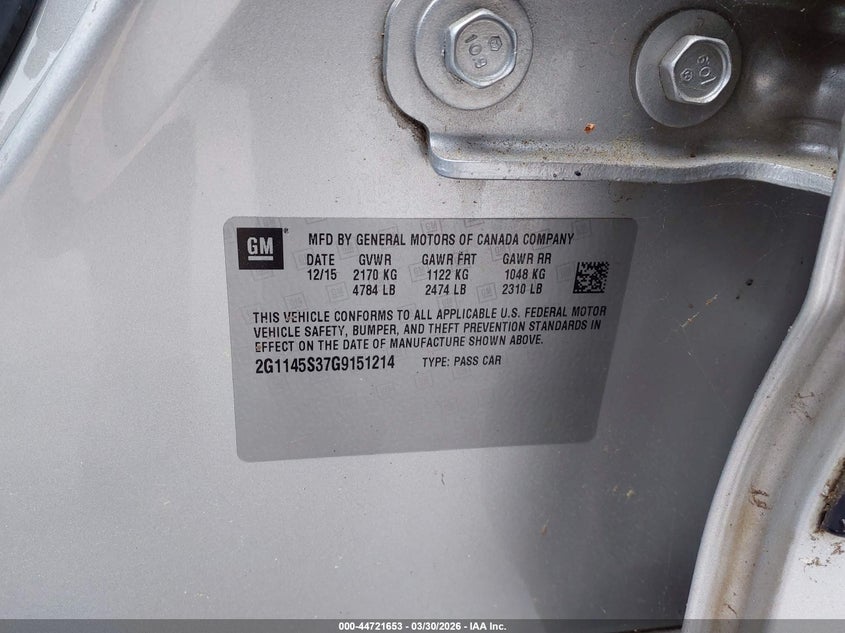 109
109
GM
MFD BY GENERAL MOTORS OF CANADA COMPANY
DATE GVWR GAWR FRT GAWR RR
12/15 2170 KG 1122 KG 1048 KG
4784 LB 2474 LB 2310 LB
THIS VEHICLE CONFORMS TO ALL APPLICABLE U.S. FEDERAL MOTOR
VEHICLE SAFETY, BUMPER, AND THEFT PREVENTION STANDARDS IN
EFFECT ON THE DATE OF MANUFACTURE SHOWN ABOVE.
2G1145S37G9151214 TYPE: PASS CAR
000-44721653 - 03/30/2026 - IAA Inc.